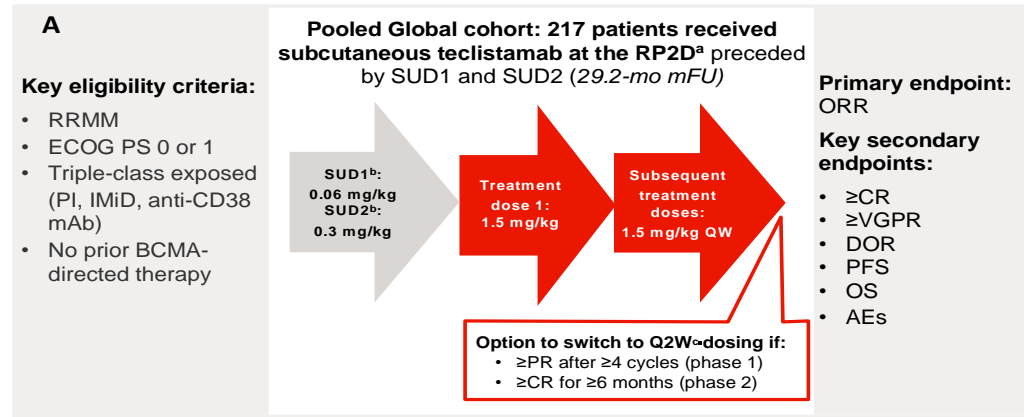 A
Pooled Global cohort: 217 patients received
subcutaneous teclistamab at the RP2Dᵃ preceded
by SUD1 and SUD2 (29.2-mo mFU)
Key eligibility criteria:
• RRMM
• ECOG PS 0 or 1
• Triple-class exposed
(PI, IMiD, anti-CD38
mAb)
• No prior BCMA-
directed therapy
SUD1ᵇ:
0.06 mg/kg
SUD2ᵇ:
0.3 mg/kg
Treatment
dose 1:
1.5 mg/kg
Subsequent
treatment
doses:
1.5 mg/kg QW
Option to switch to Q2Wᶜ-dosing if:
• ≥PR after ≥4 cycles (phase 1)
• ≥CR for ≥6 months (phase 2)
Primary endpoint:
ORR
Key secondary
endpoints:
• ≥CR
• ≥VGPR
• DOR
• PFS
• OS
• AEs